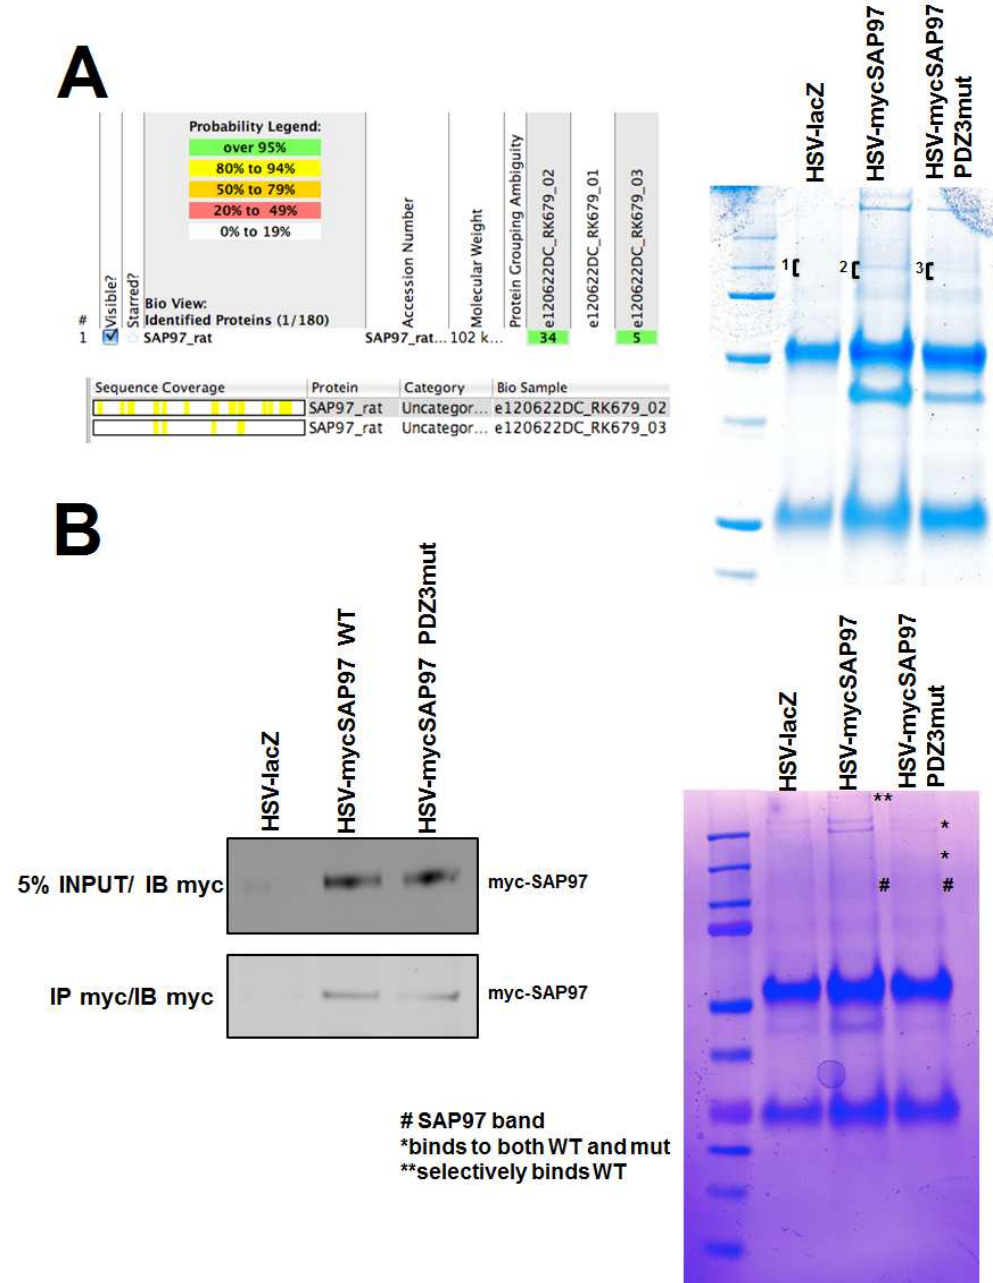 A
Probability Legend:
over 95%
80% to 94%
50% to 79%
20% to 49%
0% to 19%
#
Visible?
Starred?
Bio View:
Identified Proteins (1/180)
Accession Number
Molecular Weight
Protein Grouping Ambiguity
e120622DC_RK679_02
e120622DC_RK679_01
e120622DC_RK679_03
1 SAP97_rat SAP97_rat... 102 k... 34 5
Sequence Coverage Protein Category Bio Sample
SAP97_rat Uncategor... e120622DC_RK679_02
SAP97_rat Uncategor... e120622DC_RK679_03
HSV-lacZ
HSV-mycSAP97
HSV-mycSAP97
PDZ3mut
1[ 2[ 3[
B
HSV-lacZ
HSV-mycSAP97 WT
HSV-mycSAP97 PDZ3mut
5% INPUT/ IB myc
myc-SAP97
IP myc/IB myc
myc-SAP97
# SAP97 band
*binds to both WT and mut
**selectively binds WT
HSV-lacZ
HSV-mycSAP97
HSV-mycSAP97
PDZ3mut
**
*
*
# #